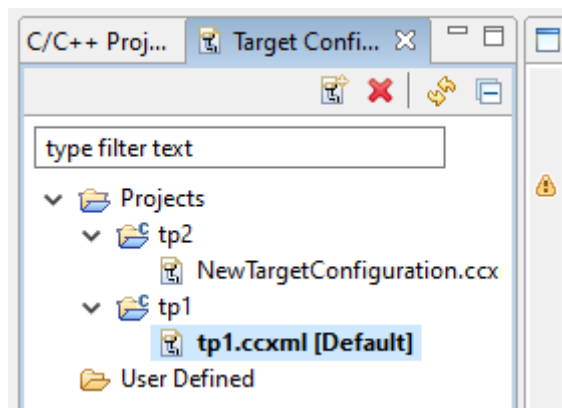 C/C++ Proj... Target Confi...
type filter text
Projects
tp2
NewTargetConfiguration.ccx
tp1
tp1.ccxml [Default]
User Defined